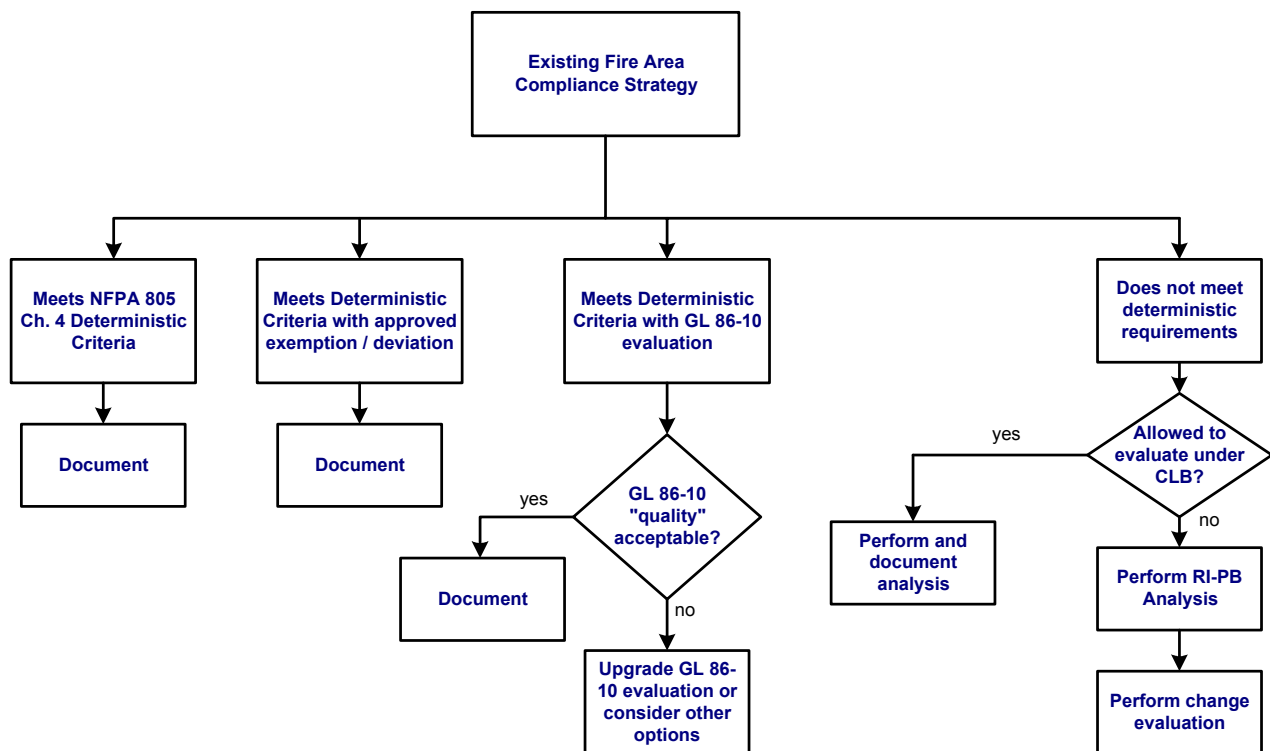 Existing Fire Area
Compliance Strategy
Meets NFPA 805
Ch. 4 Deterministic
Criteria
Meets Deterministic
Criteria with approved
exemption / deviation
Meets Deterministic
Criteria with GL 86-10
evaluation
Does not meet
deterministic
requirements
Document
Document
GL 86-10
"quality"
acceptable?
yes
Document
no
Upgrade GL 86-
10 evaluation or
consider other
options
Allowed to
evaluate under
CLB?
yes
Perform and
document
analysis
no
Perform RI-PB
Analysis
Perform change
evaluation